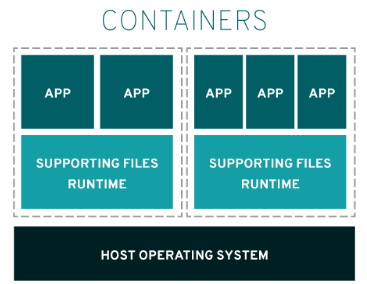 CONTAINERS
APP APP APP APP APP
SUPPORTING FILES SUPPORTING FILES
RUNTIME RUNTIME
HOST OPERATING SYSTEM